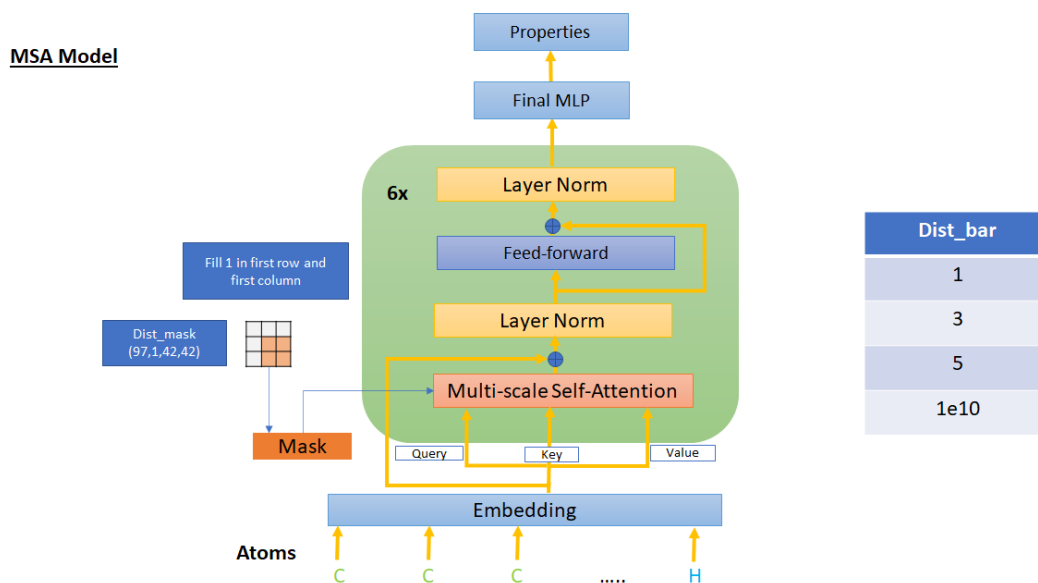 MSA Model
Properties
Final MLP
6x
Layer Norm
Feed-forward
Layer Norm
Multi-scale Self-Attention
Fill 1 in first row and
first column
Dist_mask
(97,1,42,42)
Mask
Query
Key
Value
Embedding
Atoms
C
C
C
.....
H
Dist_bar
1
3
5
1e10